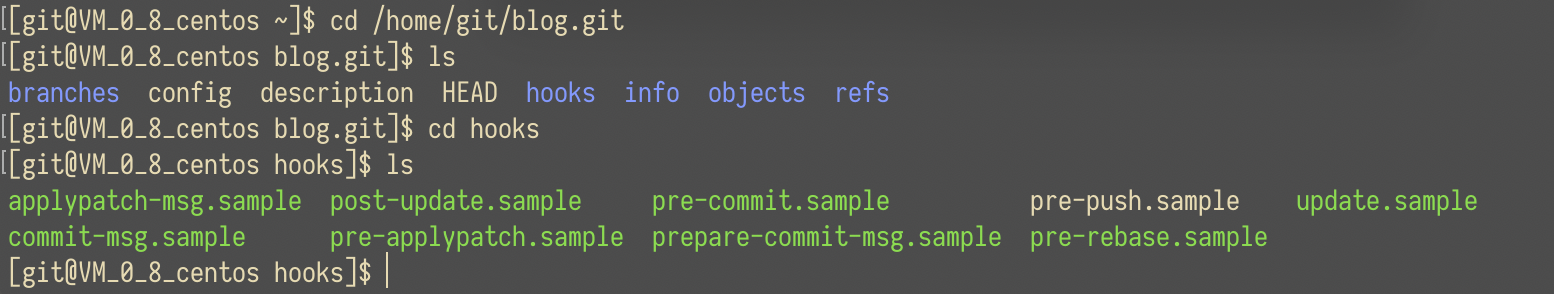 [[git@VM_0_8_centos ~]$ cd /home/git/blog.git
[[git@VM_0_8_centos blog.git]$ ls
branches  config  description  HEAD  hooks  info  objects  refs
[[git@VM_0_8_centos blog.git]$ cd hooks
[[git@VM_0_8_centos hooks]$ ls
applypatch-msg.sample  post-update.sample     pre-commit.sample          pre-push.sample    update.sample
commit-msg.sample      pre-applypatch.sample  prepare-commit-msg.sample  pre-rebase.sample
[git@VM_0_8_centos hooks]$